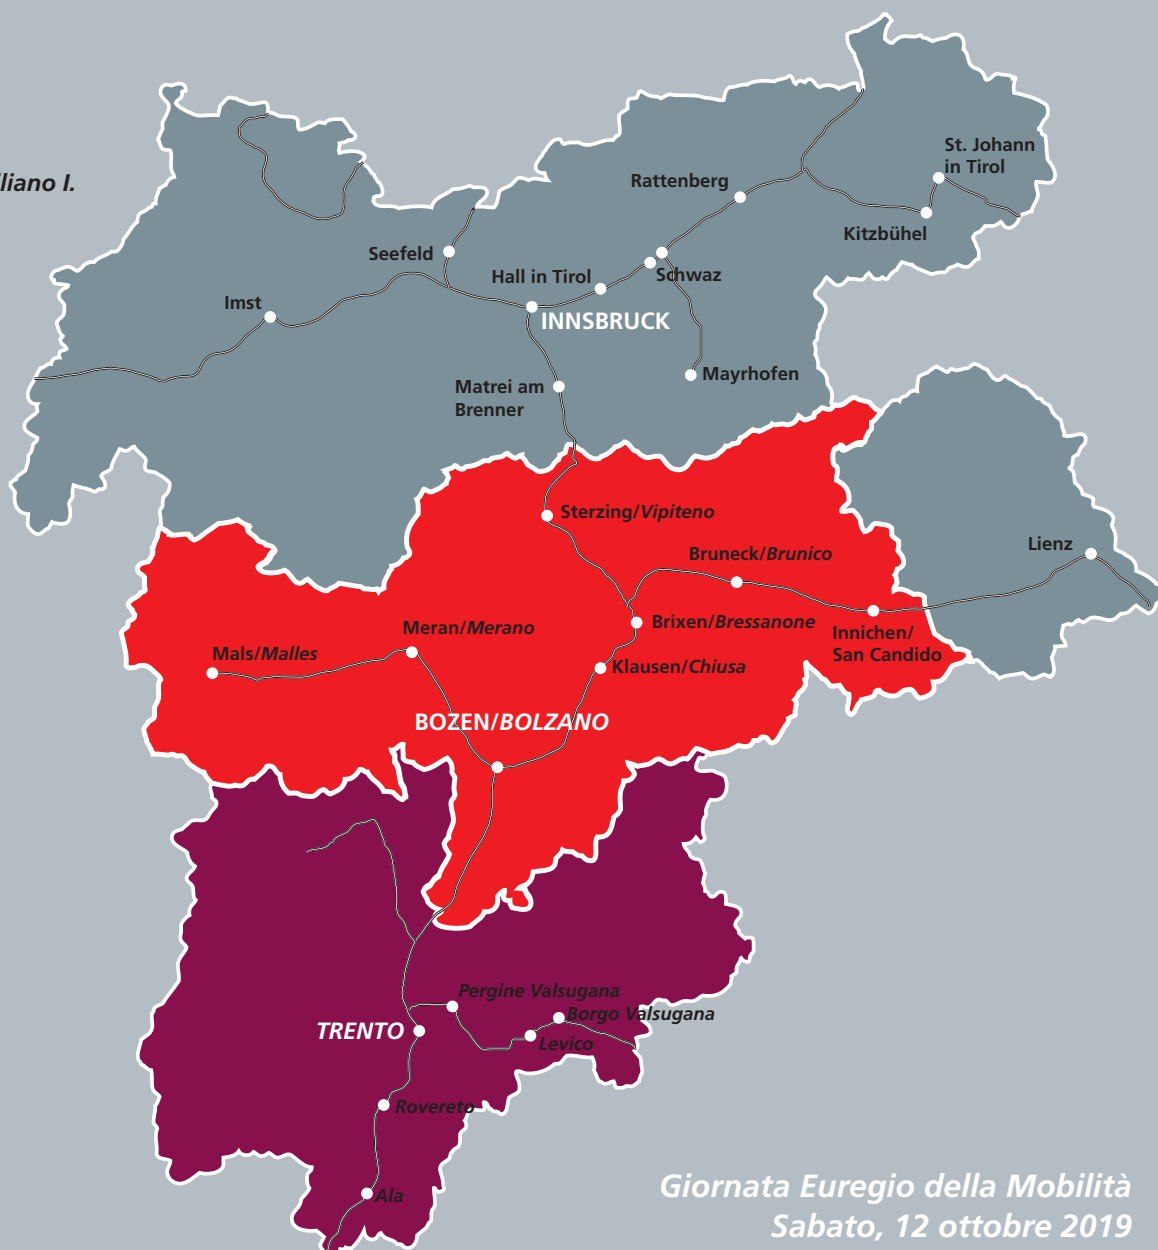 St. Johann
in Tirol
liano I.
Rattenberg
Kitzbühel
Seefeld
Hall in Tirol
Schwaz
Imst
INNSBRUCK
Matrei am
Brenner
Mayrhofen
Sterzing/Vipiteno
Bruneck/Brunico
Lienz
Brixen/Bressanone
Meran/Merano
Innichen/
San Candido
Mals/Malles
Klausen/Chiusa
BOZEN/BOLZANO
Pergine Valsugana
Borgo Valsugana
TRENTO
Levico
Rovereto
Ala
Giornata Euregio della Mobilità
Sabato, 12 ottobre 2019